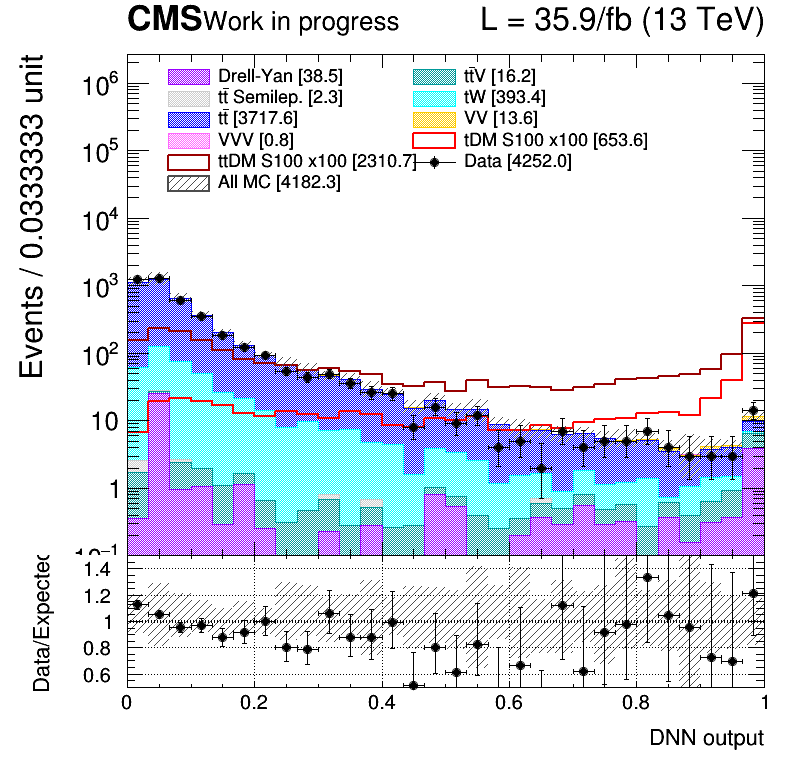 CMS Work in progress L = 35.9/fb (13 TeV)
Events / 0.0333333 unit
10⁶
10⁵
10⁴
10³
10²
10
1
10⁻¹
Drell-Yan [38.5]
tt̄V [16.2]
tt̄ Semilep. [2.3]
tW [393.4]
tt̄ [3717.6]
VV [13.6]
VVV [0.8]
tDM S100 x100 [653.6]
ttDM S100 x100 [2310.7]
Data [4252.0]
All MC [4182.3]
Data/Expected
1.4
1.2
1
0.8
0.6
0 0.2 0.4 0.6 0.8 1
DNN output